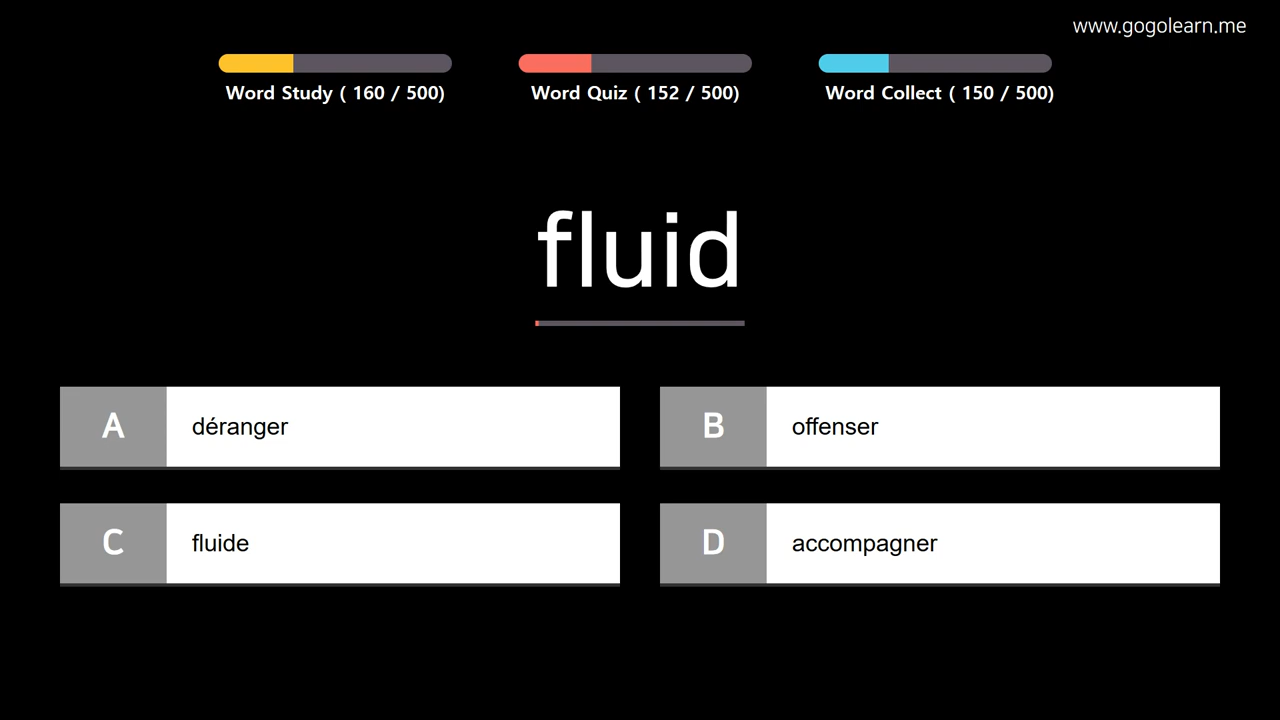 www.gogolearn.me
Word Study ( 160 / 500)
Word Quiz ( 152 / 500)
Word Collect ( 150 / 500)
fluid
A déranger
B offenser
C fluide
D accompagner